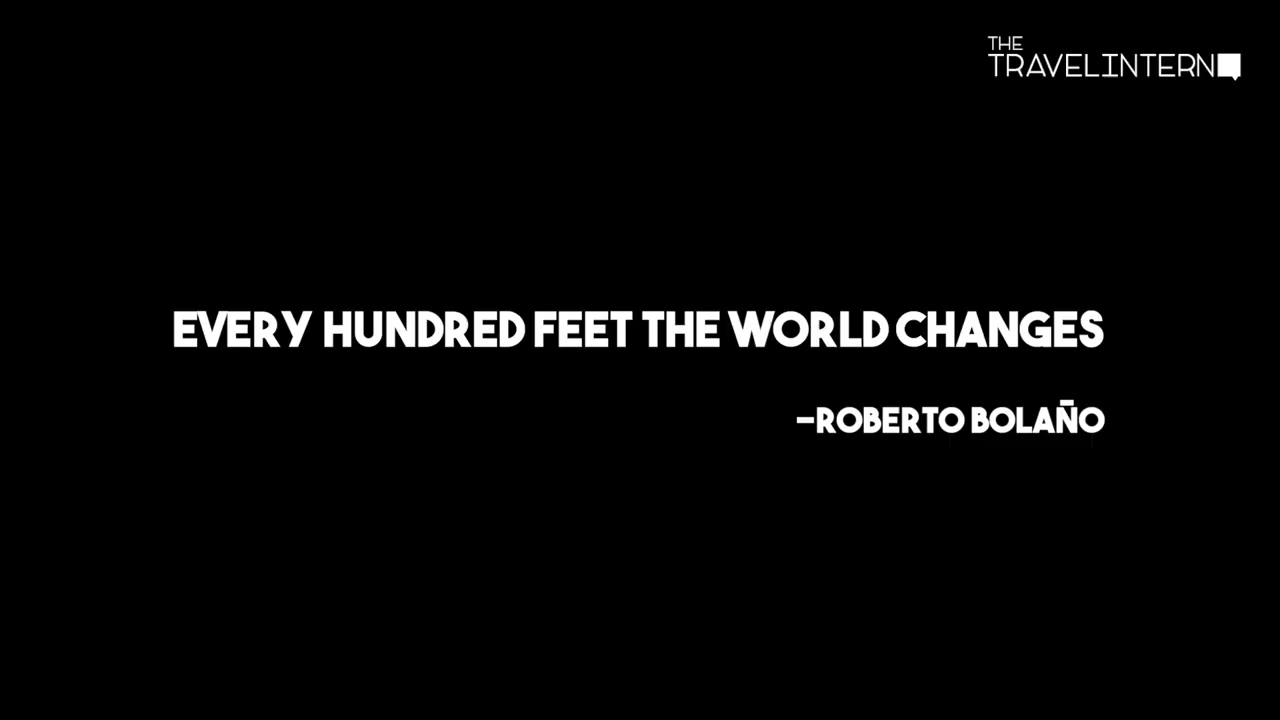 THE
TRAVELINTERN
EVERY HUNDRED FEET THE WORLD CHANGES
-ROBERTO BOLAÑO